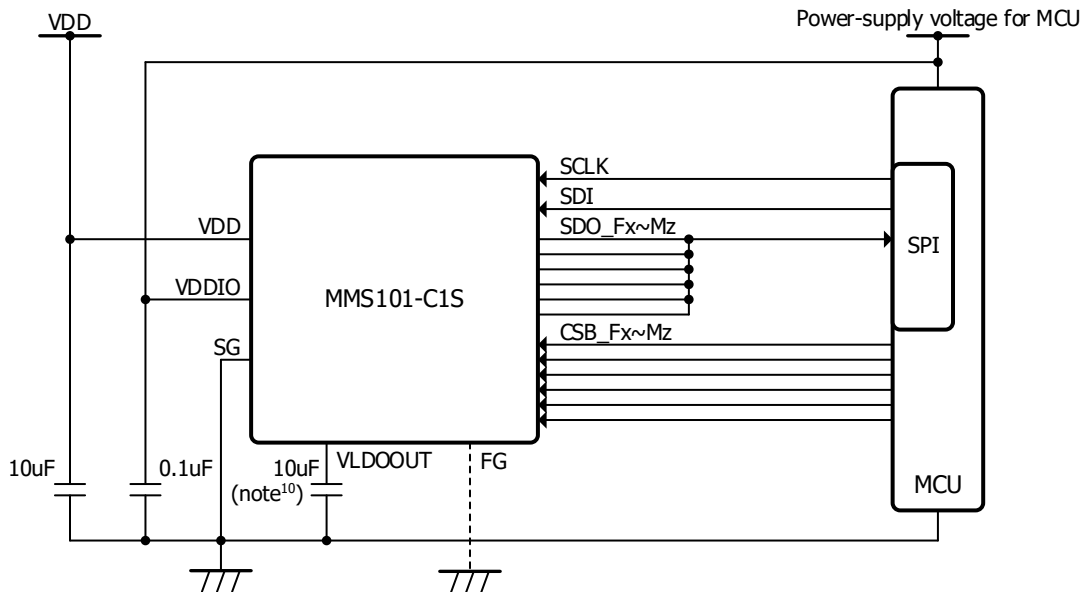 VDD
Power-supply voltage for MCU
SCLK
SDI
VDD
SDO_Fx~Mz
SPI
VDDIO
MMS101-C1S
SG
CSB_Fx~Mz
10uF
0.1uF
10uF
(note10)
VLDOOUT
FG
MCU